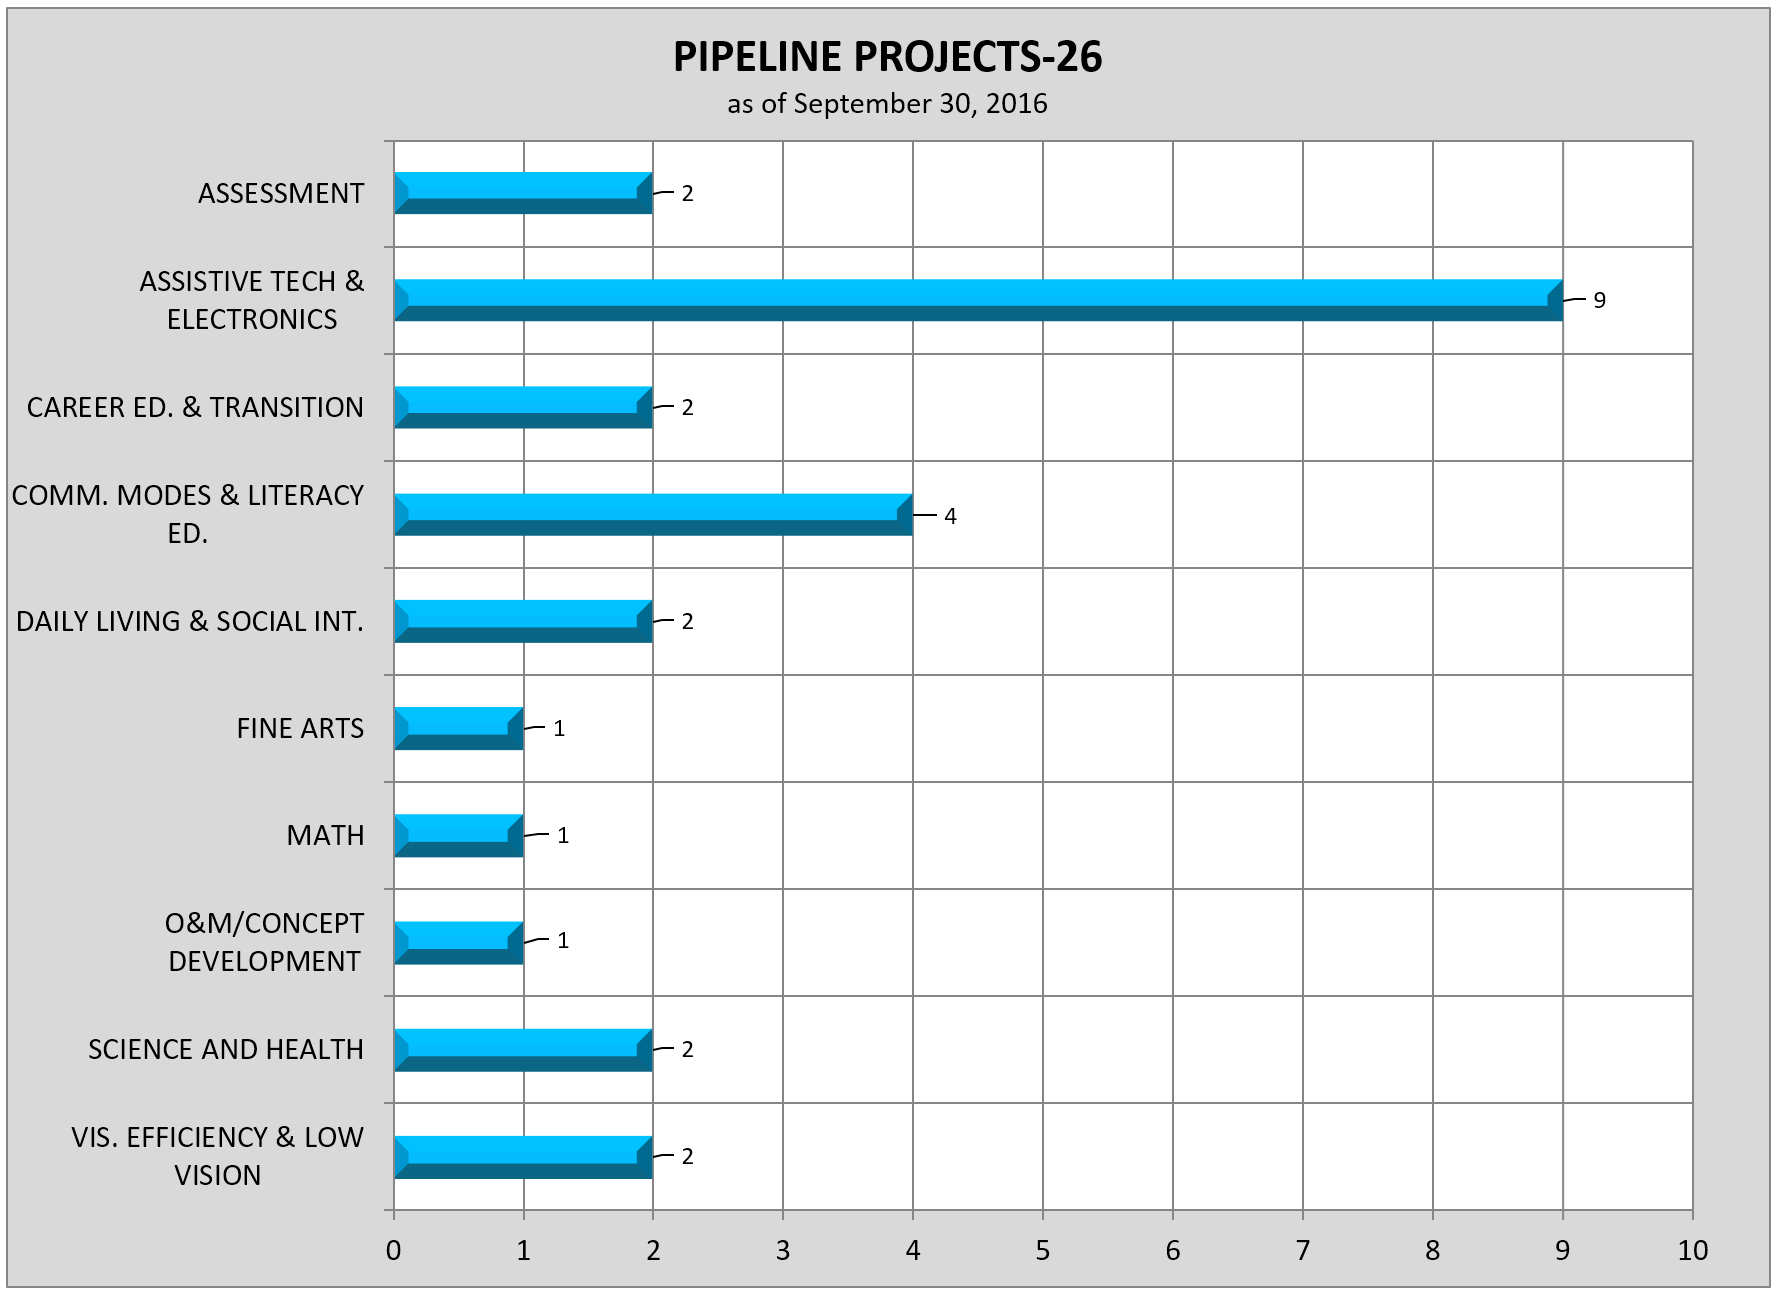 PIPELINE PROJECTS-26
as of September 30, 2016
ASSESSMENT
2
ASSISTIVE TECH &
ELECTRONICS
9
CAREER ED. & TRANSITION
2
COMM. MODES & LITERACY
ED.
4
DAILY LIVING & SOCIAL INT.
2
FINE ARTS
1
MATH
1
O&M/CONCEPT
DEVELOPMENT
1
SCIENCE AND HEALTH
2
VIS. EFFICIENCY & LOW
VISION
2
0 1 2 3 4 5 6 7 8 9 10